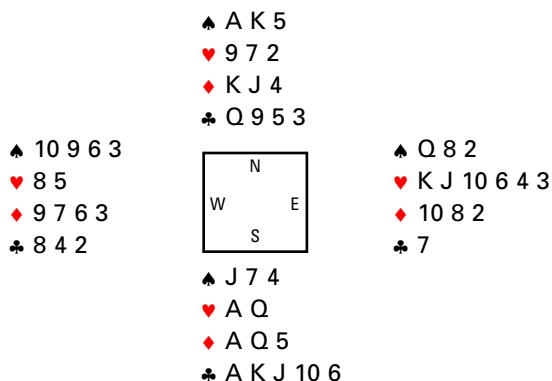 ♠ A K 5
♥ 9 7 2
♦ K J 4
♣ Q 9 5 3
♠ 10 9 6 3
♥ 8 5
♦ 9 7 6 3
♣ 8 4 2
N
W E
S
♠ Q 8 2
♥ K J 10 6 4 3
♦ 10 8 2
♣ 7
♠ J 7 4
♥ A Q
♦ A Q 5
♣ A K J 10 6